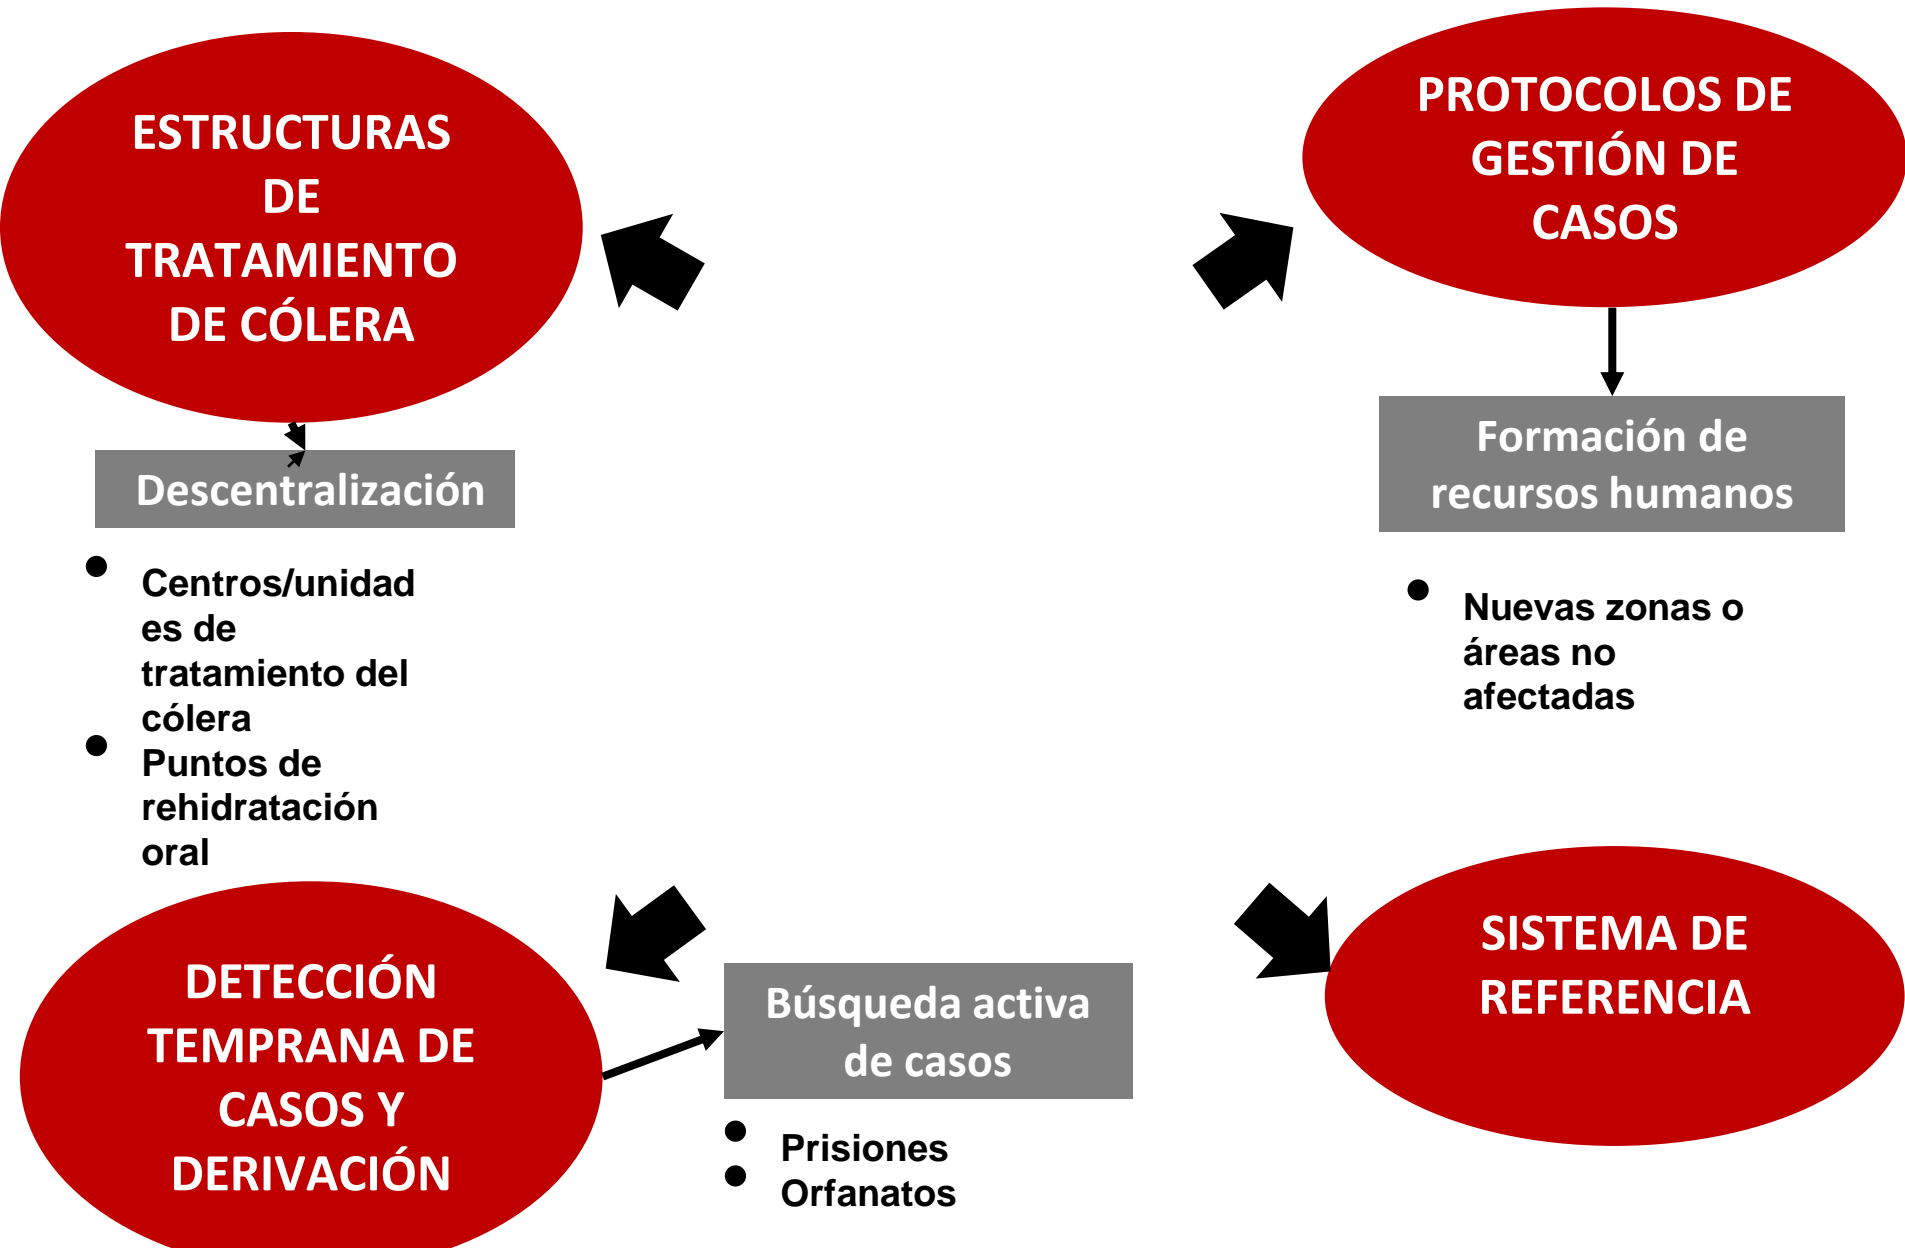 ESTRUCTURAS
DE
TRATAMIENTO
DE CÓLERA
Descentralización
Centros/unidad
es de
tratamiento del
cólera
Puntos de
rehidratación
oral
PROTOCOLOS DE
GESTIÓN DE
CASOS
Formación de
recursos humanos
Nuevas zonas o
áreas no
afectadas
DETECCIÓN
TEMPRANA DE
CASOS Y
DERIVACIÓN
Búsqueda activa
de casos
Prisiones
Orfanatos
SISTEMA DE
REFERENCIA